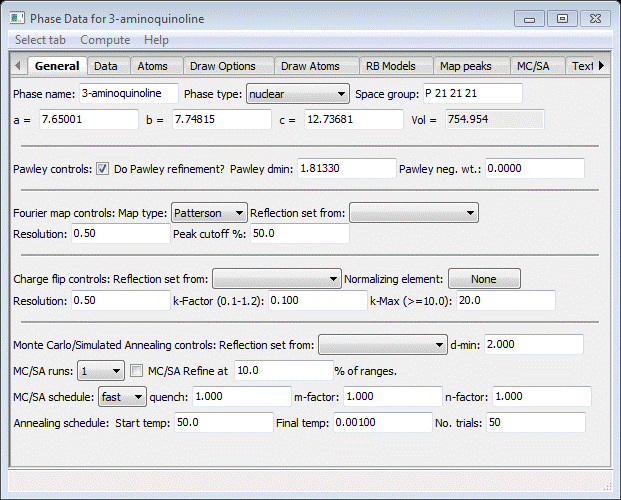 Phase Data for 3-aminoquinoline
Select tab Compute Help
General Data Atoms Draw Options Draw Atoms RB Models Map peaks MC/SA Text
Phase name: 3-aminoquinoline Phase type: nuclear Space group: P 21 21 21
a = 7.65001 b = 7.74815 c = 12.73681 Vol = 754.954
Pawley controls: Do Pawley refinement? Pawley dmin: 1.81330 Pawley neg. wt.: 0.0000
Fourier map controls: Map type: Patterson Reflection set from:
Resolution: 0.50 Peak cutoff %: 50.0
Charge flip controls: Reflection set from: Normalizing element: None
Resolution: 0.50 k-Factor (0.1-1.2): 0.100 k-Max (>=10.0): 20.0
Monte Carlo/Simulated Annealing controls: Reflection set from: d-min: 2.000
MC/SA runs: 1 MC/SA Refine at 10.0 % of ranges.
MC/SA schedule: fast quench: 1.000 m-factor: 1.000 n-factor: 1.000
Annealing schedule: Start temp: 50.0 Final temp: 0.00100 No. trials: 50